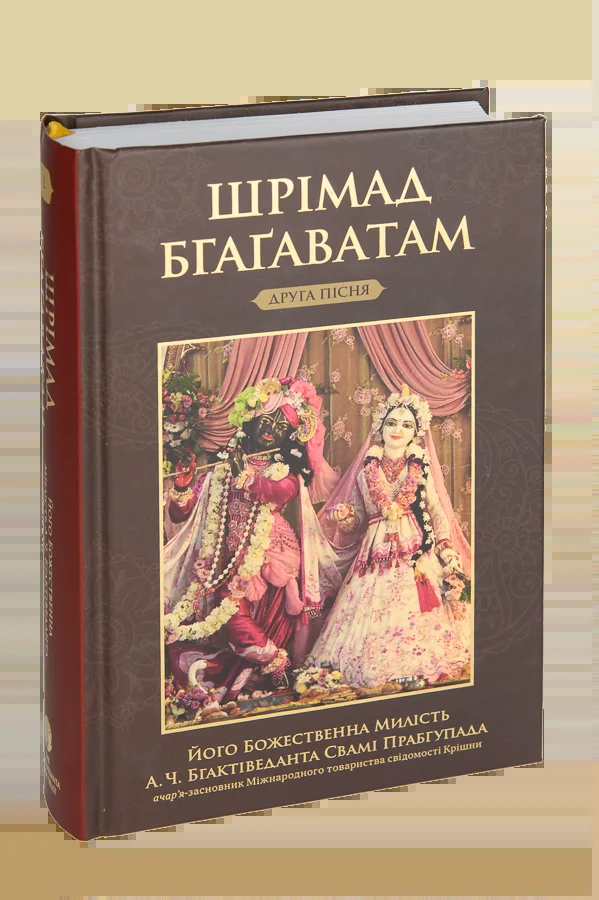 ШРІМАД
БГАҐАВАТАМ
ДРУГА ПІСНЯ
Його Божественна Милість
А. Ч. Бгактіведанта Свамі Прабгупада
ачар'я-засновник Міжнародного товариства свідомості Крішни
ШРІМАД